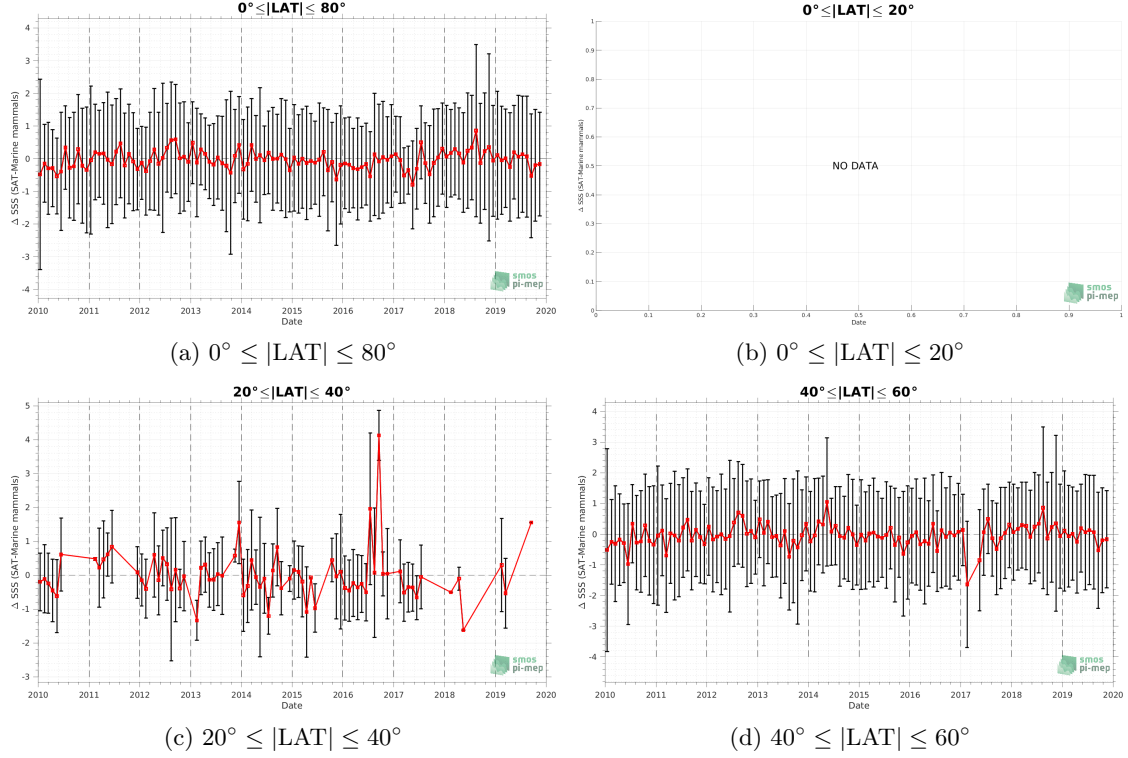 0°≤|LAT|≤ 80°
Δ SSS (SAT-Marine mammals)
4
3
2
1
0
-1
-2
-3
-4
2010 2011 2012 2013 2014 2015 2016 2017 2018 2019 2020
Date
smos
pi-mep
(a) 0° ≤ |LAT| ≤ 80°
0°≤|LAT|≤ 20°
Δ SSS (SAT-Marine mammals)
1
0.9
0.8
0.7
0.6
0.5
0.4
0.3
0.2
0.1
0
NO DATA
0 0.1 0.2 0.3 0.4 0.5 0.6 0.7 0.8 0.9 1
Date
smos
pi-mep
(b) 0° ≤ |LAT| ≤ 20°
20°≤|LAT|≤ 40°
Δ SSS (SAT-Marine mammals)
5
4
3
2
1
0
-1
-2
-3
2010 2011 2012 2013 2014 2015 2016 2017 2018 2019 2020
Date
smos
pi-mep
(c) 20° ≤ |LAT| ≤ 40°
40°≤|LAT|≤ 60°
Δ SSS (SAT-Marine mammals)
4
3
2
1
0
-1
-2
-3
-4
2010 2011 2012 2013 2014 2015 2016 2017 2018 2019 2020
Date
smos
pi-mep
(d) 40° ≤ |LAT| ≤ 60°